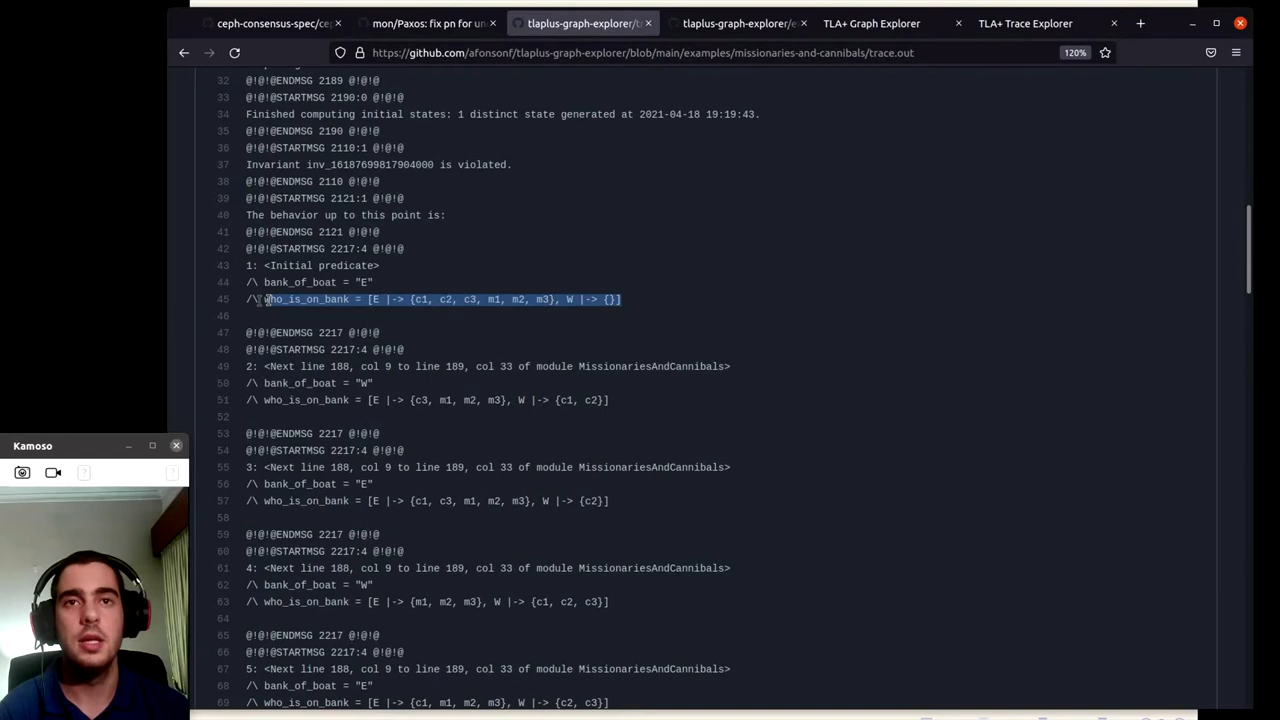 ceph-consensus-spec/cep
mon/Paxos: fix pn for un
tlaplus-graph-explorer/tr
tlaplus-graph-explorer/e
TLA+ Graph Explorer
TLA+ Trace Explorer
https://github.com/afonsonf/tlaplus-graph-explorer/blob/main/examples/missionaries-and-cannibals/trace.out
120%
32 @!@!@ENDMSG 2189 @!@!@
33 @!@!@STARTMSG 2190:0 @!@!@
34 Finished computing initial states: 1 distinct state generated at 2021-04-18 19:19:43.
35 @!@!@ENDMSG 2190 @!@!@
36 @!@!@STARTMSG 2110:1 @!@!@
37 Invariant inv_16187699817904000 is violated.
38 @!@!@ENDMSG 2110 @!@!@
39 @!@!@STARTMSG 2121:1 @!@!@
40 The behavior up to this point is:
41 @!@!@ENDMSG 2121 @!@!@
42 @!@!@STARTMSG 2217:4 @!@!@
43 1: <Initial predicate>
44 /\ bank_of_boat = "E"
45 /\ who_is_on_bank = [E |-> {c1, c2, c3, m1, m2, m3}, W |-> {}]
46
47 @!@!@ENDMSG 2217 @!@!@
48 @!@!@STARTMSG 2217:4 @!@!@
49 2: <Next line 188, col 9 to line 189, col 33 of module MissionariesAndCannibals>
50 /\ bank_of_boat = "W"
51 /\ who_is_on_bank = [E |-> {c3, m1, m2, m3}, W |-> {c1, c2}]
52
53 @!@!@ENDMSG 2217 @!@!@
54 @!@!@STARTMSG 2217:4 @!@!@
55 3: <Next line 188, col 9 to line 189, col 33 of module MissionariesAndCannibals>
56 /\ bank_of_boat = "E"
57 /\ who_is_on_bank = [E |-> {c1, c3, m1, m2, m3}, W |-> {c2}]
58
59 @!@!@ENDMSG 2217 @!@!@
60 @!@!@STARTMSG 2217:4 @!@!@
61 4: <Next line 188, col 9 to line 189, col 33 of module MissionariesAndCannibals>
62 /\ bank_of_boat = "W"
63 /\ who_is_on_bank = [E |-> {m1, m2, m3}, W |-> {c1, c2, c3}]
64
65 @!@!@ENDMSG 2217 @!@!@
66 @!@!@STARTMSG 2217:4 @!@!@
67 5: <Next line 188, col 9 to line 189, col 33 of module MissionariesAndCannibals>
68 /\ bank_of_boat = "E"
69 /\ who_is_on_bank = [E |-> {c1, m1, m2, m3}, W |-> {c2, c3}]
Kamoso